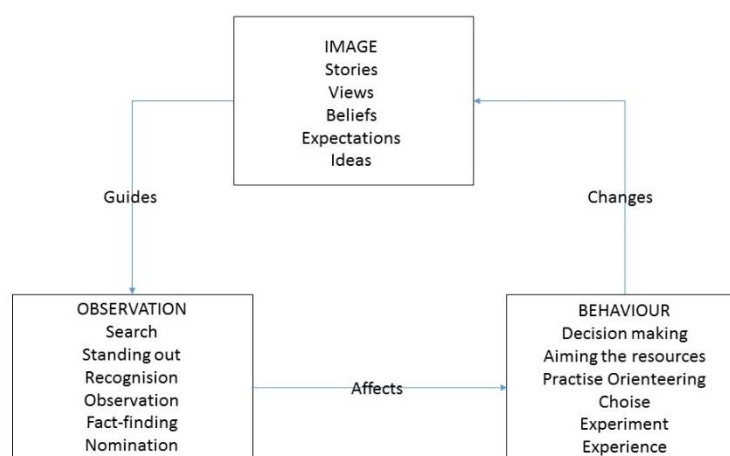 IMAGE
Stories
Views
Beliefs
Expectations
Ideas
Guides
Changes
OBSERVATION
Search
Standing out
Recognision
Observation
Fact-finding
Nomination
Affects
BEHAVIOUR
Decision making
Aiming the resources
Practise Orienteering
Choise
Experiment
Experience